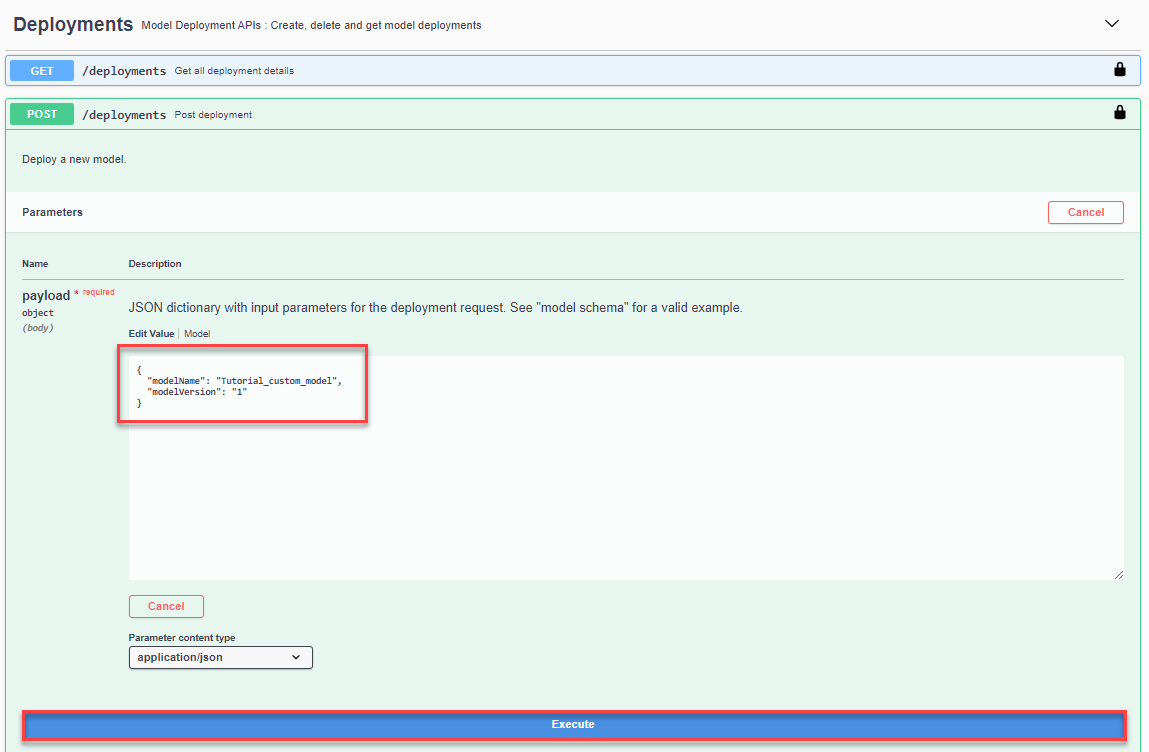 Deployments Model Deployment APIs : Create, delete and get model deployments
GET /deployments Get all deployment details
POST /deployments Post deployment
Deploy a new model.
Parameters Cancel
Name Description
payload * required
object
(body)
JSON dictionary with input parameters for the deployment request. See "model schema" for a valid example.
Edit Value | Model
{
"modelName": "Tutorial_custom_model",
"modelVersion": "1"
}
Cancel
Parameter content type
application/json
Execute